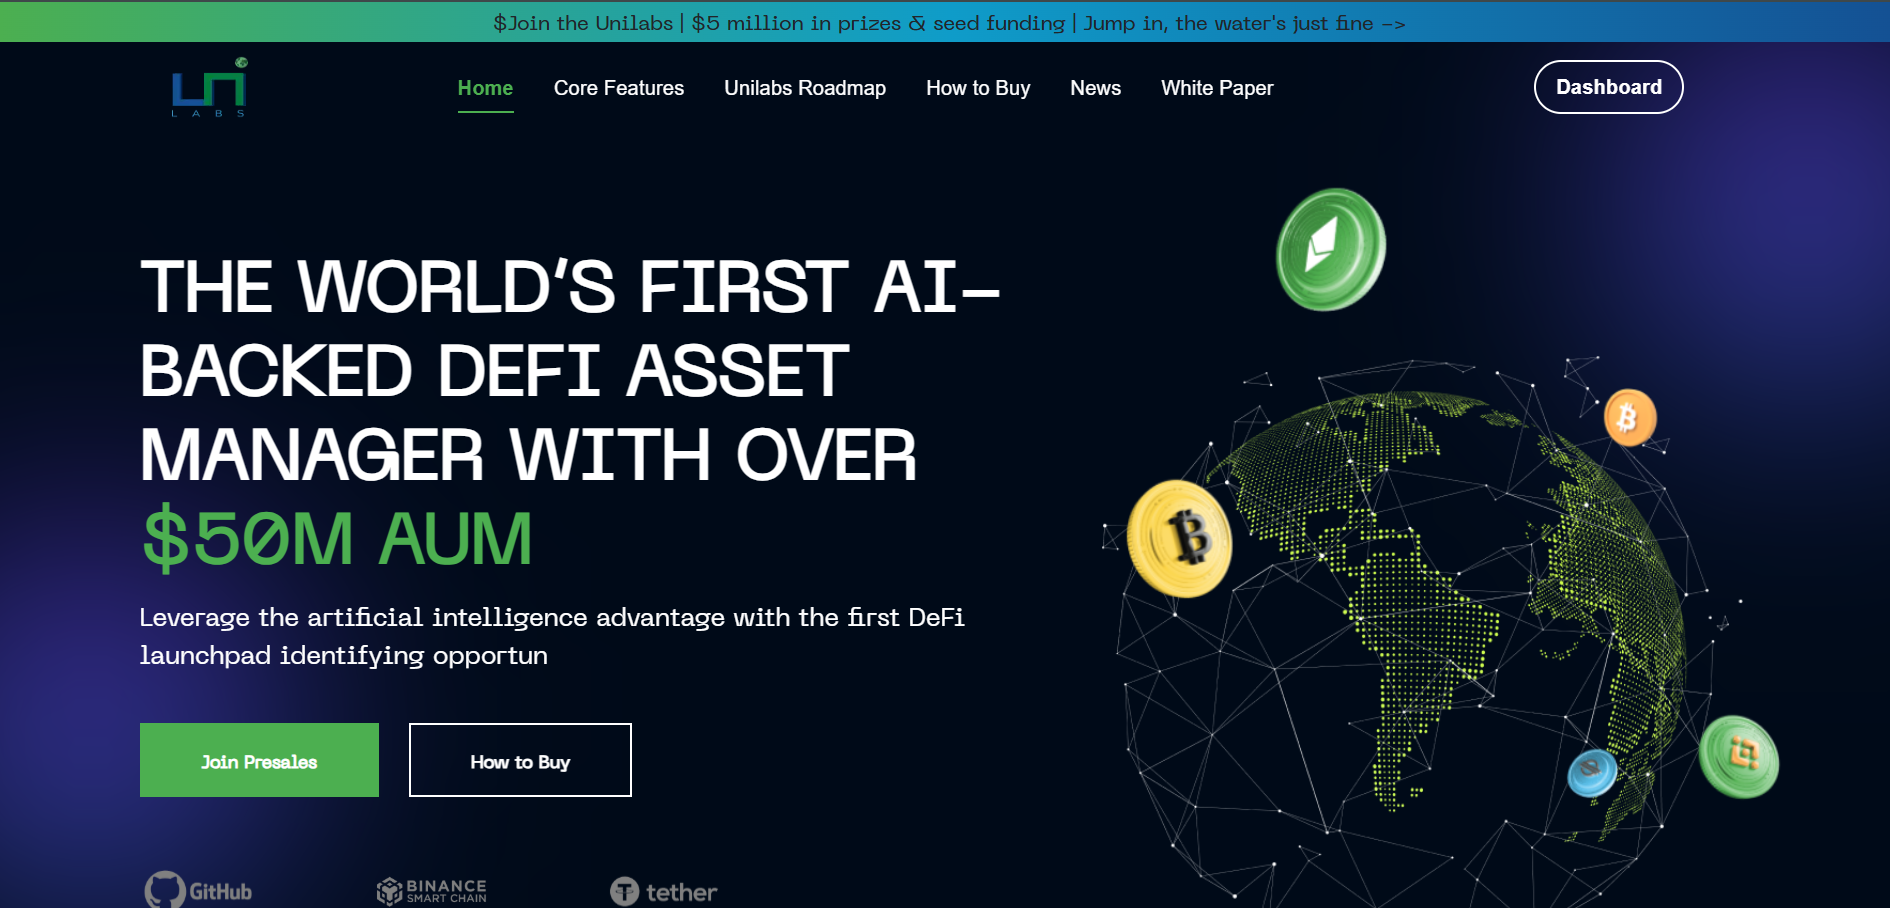 $Join the Unilabs | $5 million in prizes & seed funding | Jump in, the water's just fine ->
UNi
LABS
Home
Core Features
Unilabs Roadmap
How to Buy
News
White Paper
Dashboard
THE WORLD'S FIRST AI-
BACKED DEFI ASSET
MANAGER WITH OVER
$50M AUM
Leverage the artificial intelligence advantage with the first DeFi
launchpad identifying opportun
Join Presales
How to Buy
GitHub
BINANCE
SMART CHAIN
tether